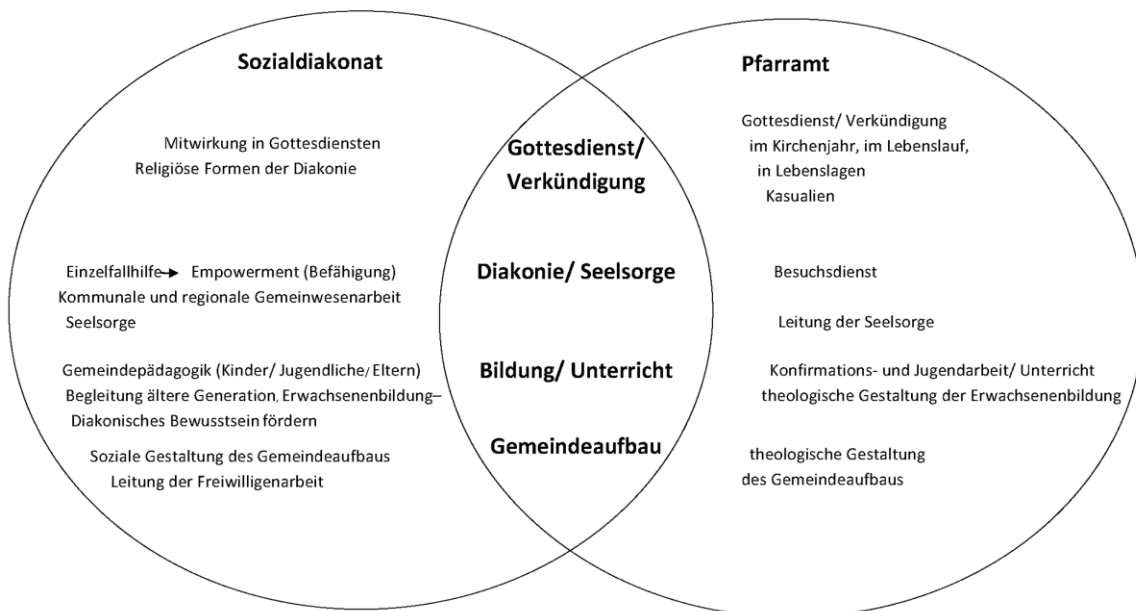 Sozialdiakonat
Mitwirkung in Gottesdiensten
Religiöse Formen der Diakonie
Einzelfallhilfe → Empowerment (Befähigung)
Kommunale und regionale Gemeinwesenarbeit
Seelsorge
Gemeindepädagogik (Kinder/ Jugendliche/ Eltern)
Begleitung ältere Generation, Erwachsenenbildung–
Diakonisches Bewusstsein fördern
Soziale Gestaltung des Gemeindeaufbaus
Leitung der Freiwilligenarbeit
Gottesdienst/
Verkündigung
Diakonie/ Seelsorge
Bildung/ Unterricht
Gemeindeaufbau
Pfarramt
Gottesdienst/ Verkündigung
im Kirchenjahr, im Lebenslauf,
in Lebenslagen
Kasualien
Besuchsdienst
Leitung der Seelsorge
Konfirmations- und Jugendarbeit/ Unterricht
theologische Gestaltung der Erwachsenenbildung
theologische Gestaltung
des Gemeindeaufbaus